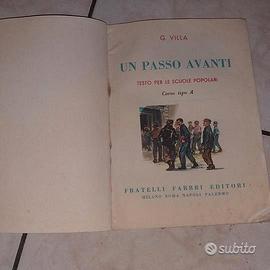 G. VILLA
UN PASSO AVANTI
TESTO PER LE SCUOLE POPOLARI
Corso tipo A
FRATELLI FABBRI EDITORI
MILANO ROMA NAPOLI PALERMO
subito